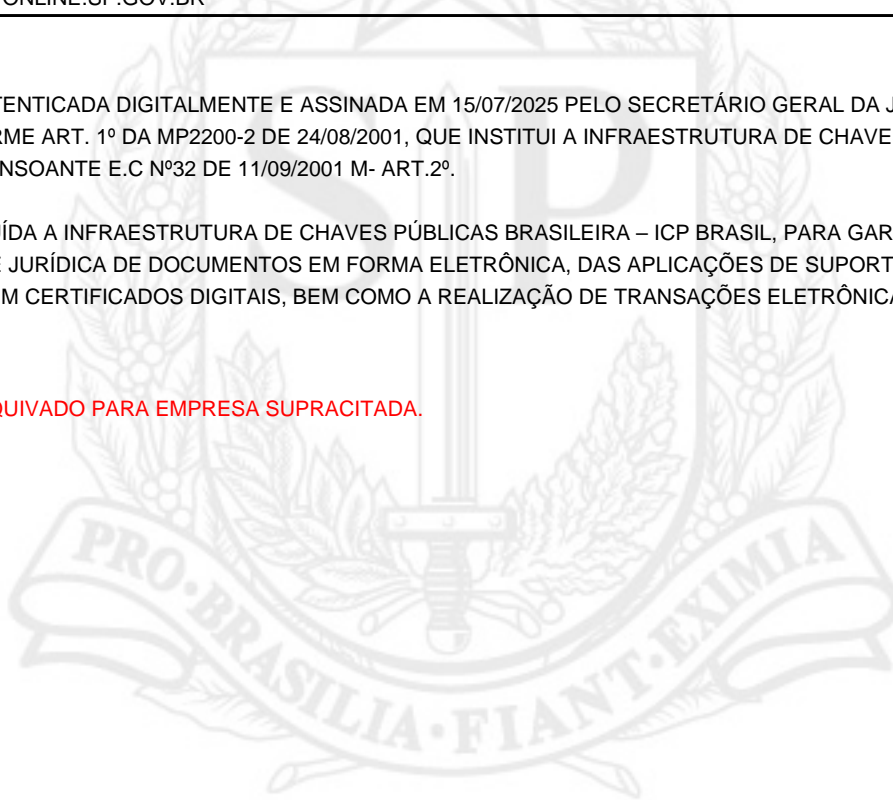 ONLINE.SP.GOV.BR
TENTICADA DIGITALMENTE E ASSINADA EM 15/07/2025 PELO SECRETÁRIO GERAL DA J
RME ART. 1º DA MP2200-2 DE 24/08/2001, QUE INSTITUI A INFRAESTRUTURA DE CHAVE
NSOANTE E.C Nº32 DE 11/09/2001 M- ART.2º.
ÍDA A INFRAESTRUTURA DE CHAVES PÚBLICAS BRASILEIRA – ICP BRASIL, PARA GAR
E JURÍDICA DE DOCUMENTOS EM FORMA ELETRÔNICA, DAS APLICAÇÕES DE SUPORT
M CERTIFICADOS DIGITAIS, BEM COMO A REALIZAÇÃO DE TRANSAÇÕES ELETRÔNICA
QUIVADO PARA EMPRESA SUPRACITADA.
SP
PRO·BRASILIA·FIANT·EXIMIA